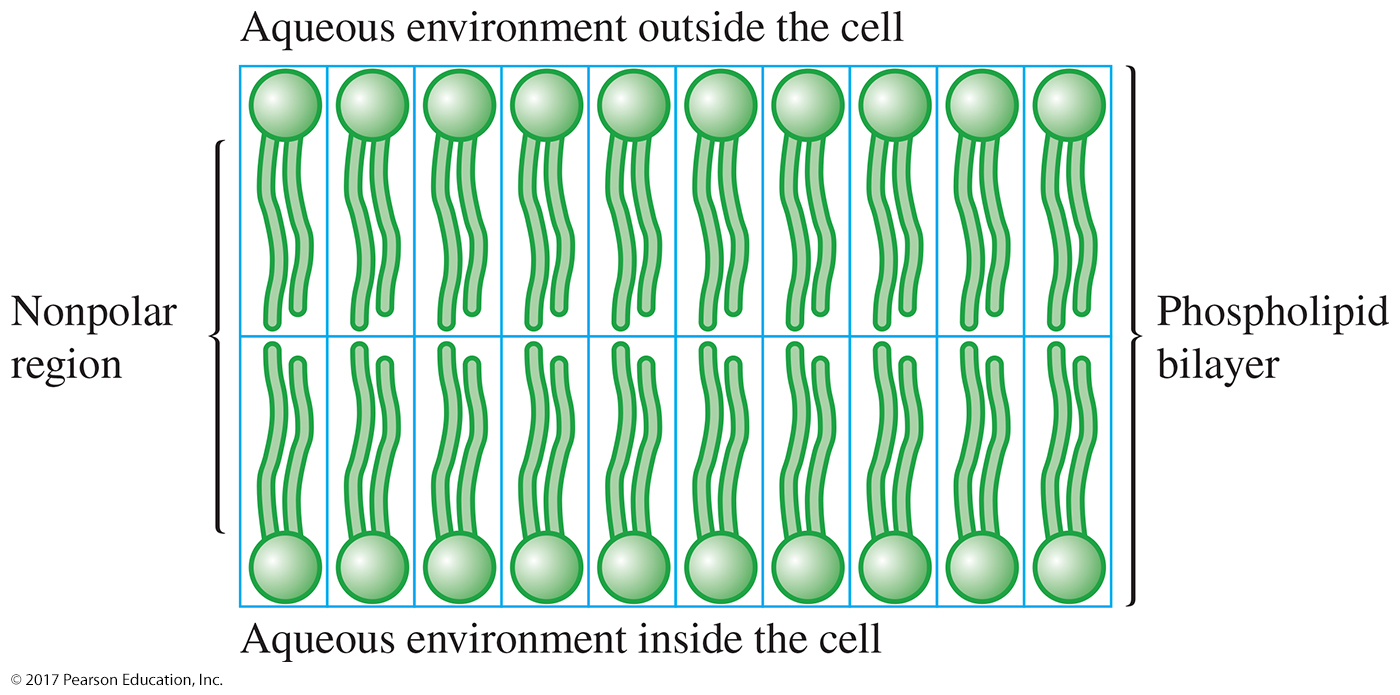 Aqueous environment outside the cell
Nonpolar
region
Phospholipid
bilayer
Aqueous environment inside the cell
© 2017 Pearson Education, Inc.